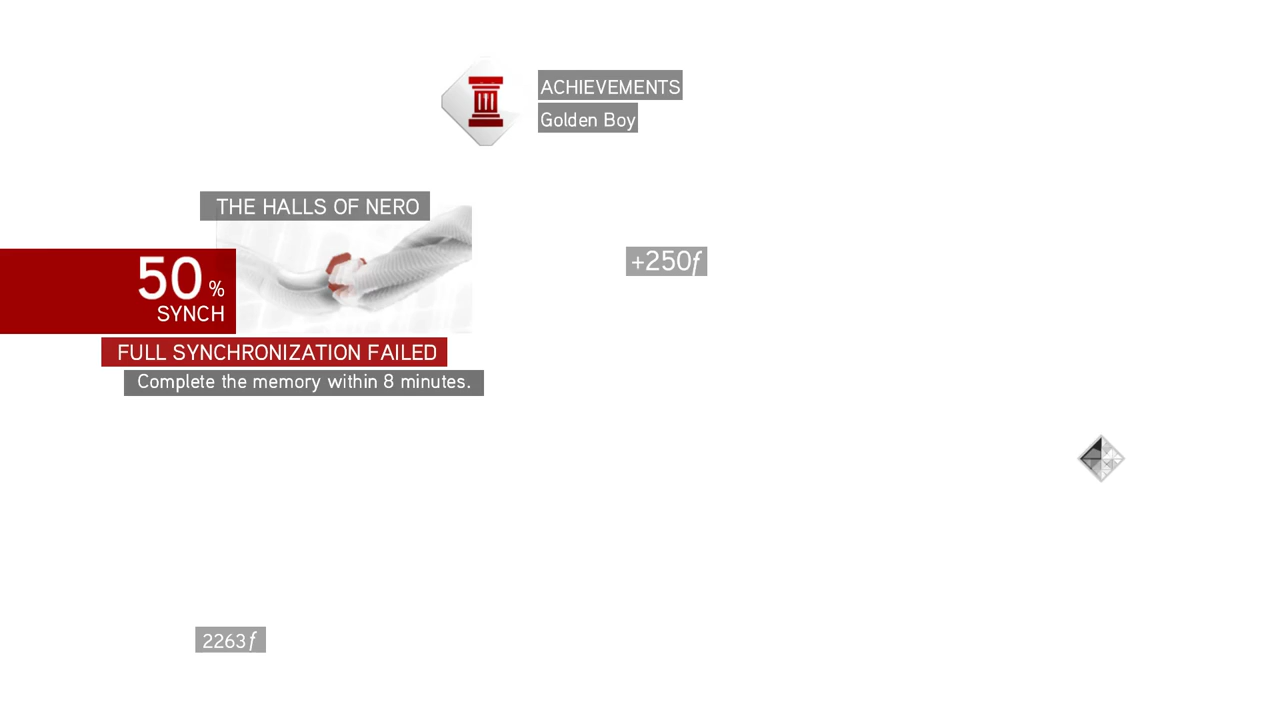 ACHIEVEMENTS
Golden Boy
THE HALLS OF NERO
+250ƒ
50 %
SYNCH
FULL SYNCHRONIZATION FAILED
Complete the memory within 8 minutes.
2263ƒ